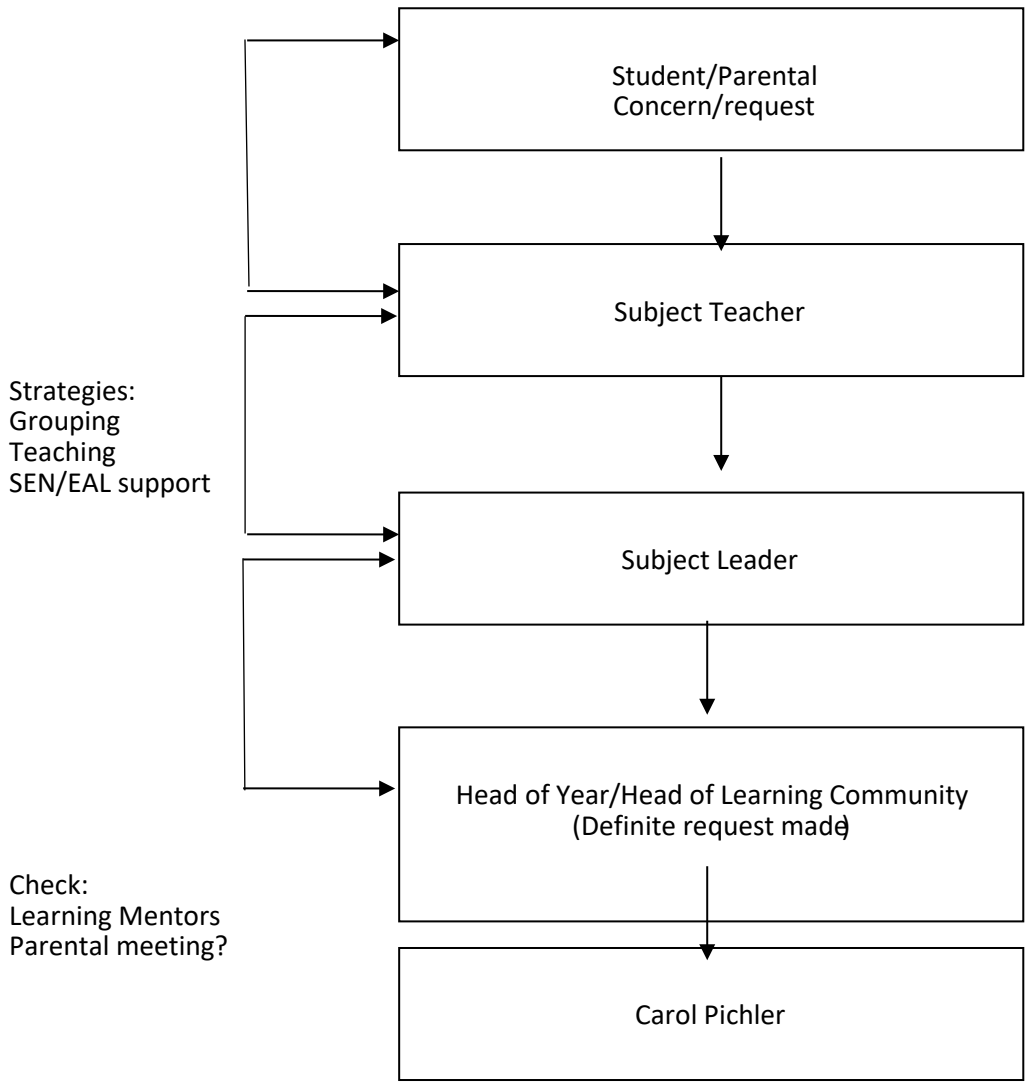 Student/Parental
Concern/request
Subject Teacher
Strategies:
Grouping
Teaching
SEN/EAL support
Subject Leader
Head of Year/Head of Learning Community
(Definite request made)
Check:
Learning Mentors
Parental meeting?
Carol Pichler